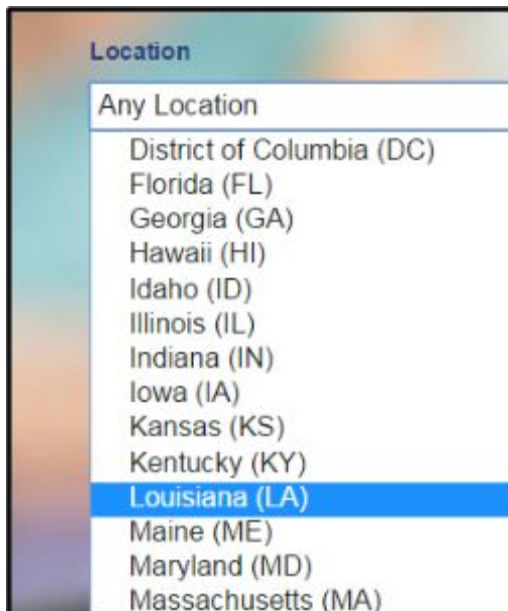 Location
Any Location
District of Columbia (DC)
Florida (FL)
Georgia (GA)
Hawaii (HI)
Idaho (ID)
Illinois (IL)
Indiana (IN)
Iowa (IA)
Kansas (KS)
Kentucky (KY)
Louisiana (LA)
Maine (ME)
Maryland (MD)
Massachusetts (MA)